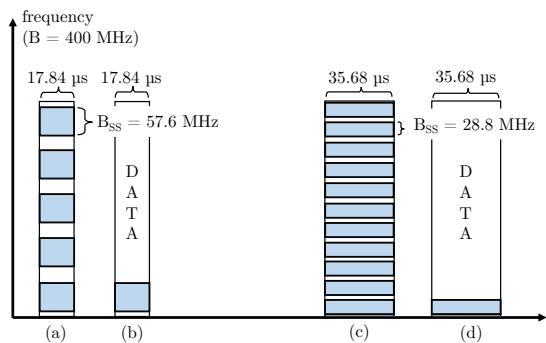 frequency
(B = 400 MHz)
17.84 µs 17.84 µs 35.68 µs 35.68 µs
B_SS = 57.6 MHz
B_SS = 28.8 MHz
D
A
T
A
D
A
T
A
(a) (b) (c) (d)